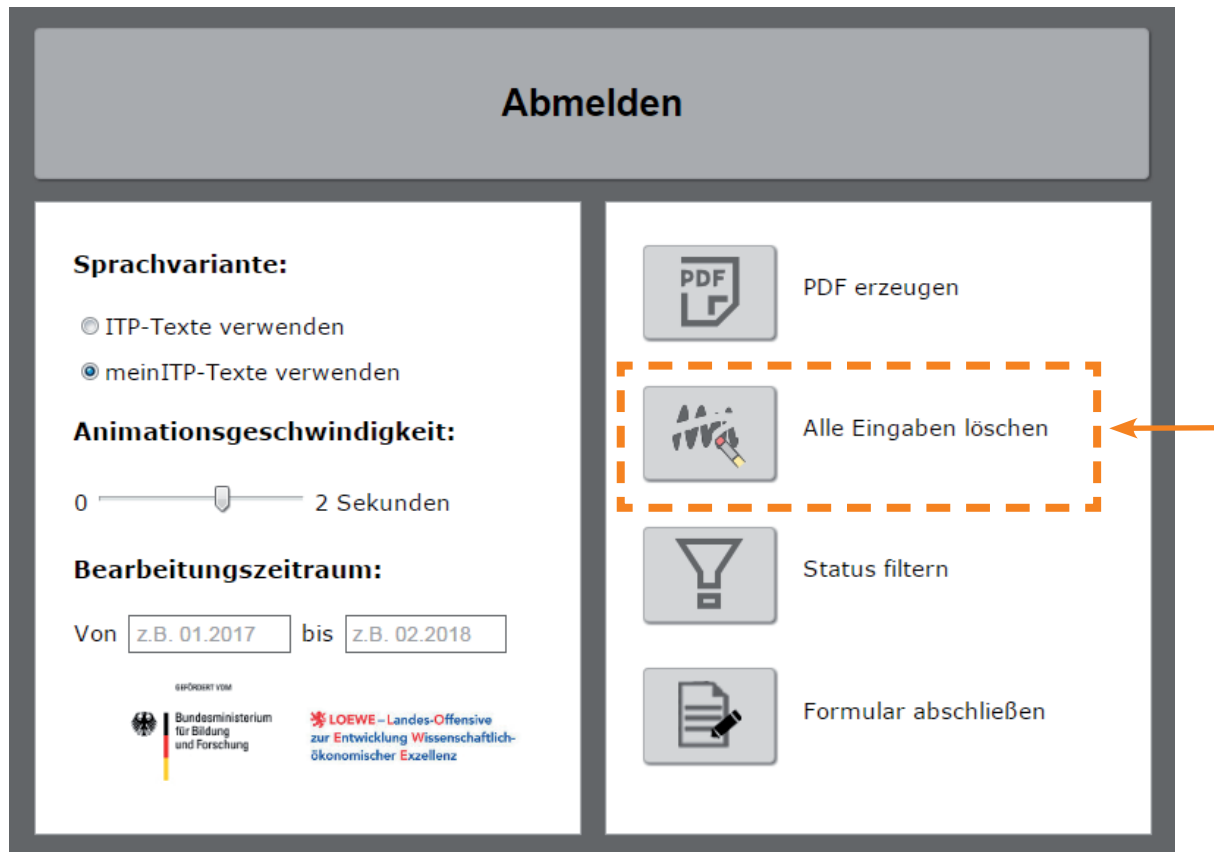 Abmelden
Sprachvariante:
ITP-Texte verwenden
meinITP-Texte verwenden
Animationsgeschwindigkeit:
0 2 Sekunden
Bearbeitungszeitraum:
Von z.B. 01.2017 bis z.B. 02.2018
GEFÖRDERT VOM
Bundesministerium
für Bildung
und Forschung
LOEWE – Landes-Offensive
zur Entwicklung Wissenschaftlich-
ökonomischer Exzellenz
PDF
PDF erzeugen
Alle Eingaben löschen
Status filtern
Formular abschließen